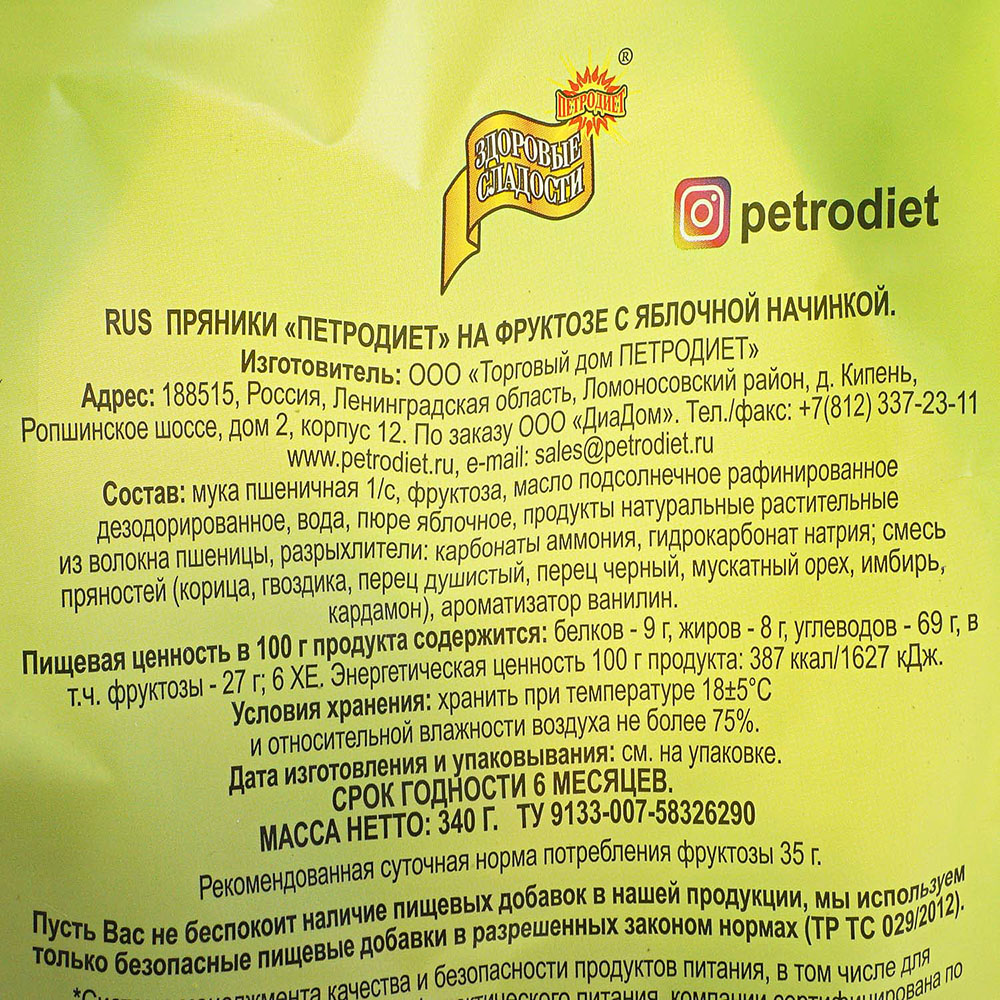 ПЕТРОДИЕТ ®
ЗДОРОВЫЕ
СЛАДОСТИ
petrodiet
RUS ПРЯНИКИ «ПЕТРОДИЕТ» НА ФРУКТОЗЕ С ЯБЛОЧНОЙ НАЧИНКОЙ.
Изготовитель: ООО «Торговый дом ПЕТРОДИЕТ»
Адрес: 188515, Россия, Ленинградская область, Ломоносовский район, д. Кипень,
Ропшинское шоссе, дом 2, корпус 12. По заказу ООО «ДиаДом». Тел./факс: +7(812) 337-23-11
www.petrodiet.ru, e-mail: sales@petrodiet.ru
Состав: мука пшеничная 1/с, фруктоза, масло подсолнечное рафинированное
дезодорированное, вода, пюре яблочное, продукты натуральные растительные
из волокна пшеницы, разрыхлители: карбонаты аммония, гидрокарбонат натрия; смесь
пряностей (корица, гвоздика, перец душистый, перец черный, мускатный орех, имбирь,
кардамон), ароматизатор ванилин.
Пищевая ценность в 100 г продукта содержится: белков - 9 г, жиров - 8 г, углеводов - 69 г, в
т.ч. фруктозы - 27 г; 6 ХЕ. Энергетическая ценность 100 г продукта: 387 ккал/1627 кДж.
Условия хранения: хранить при температуре 18±5°С
и относительной влажности воздуха не более 75%.
Дата изготовления и упаковывания: см. на упаковке.
СРОК ГОДНОСТИ 6 МЕСЯЦЕВ.
МАССА НЕТТО: 340 Г. ТУ 9133-007-58326290
Рекомендованная суточная норма потребления фруктозы 35 г.
Пусть Вас не беспокоит наличие пищевых добавок в нашей продукции, мы используем
только безопасные пищевые добавки в разрешенных законом нормах (ТР ТС 029/2012).
качества и безопасности продуктов питания, в том числе для
питания, компании сертифицирована по